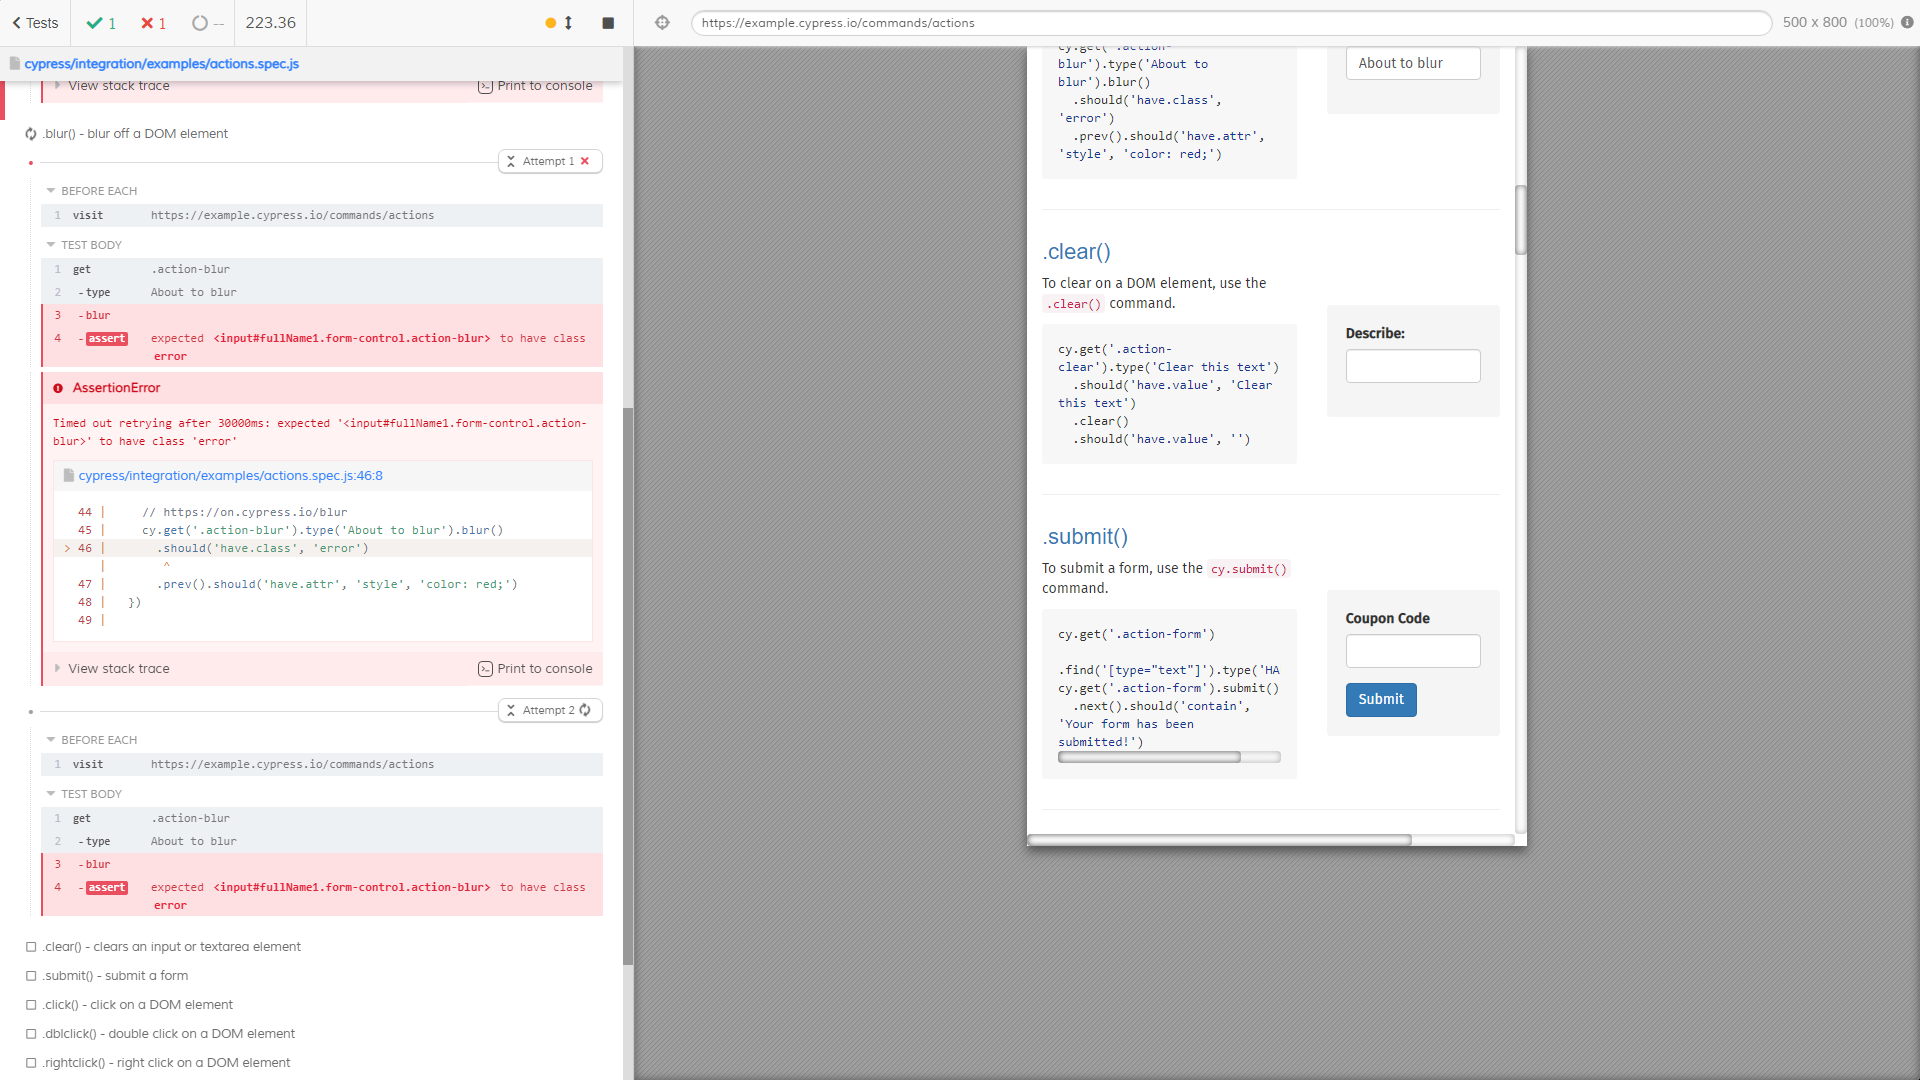 Tests
1
1
--
223.36
https://example.cypress.io/commands/actions
500 x 800 (100%)
cypress/integration/examples/actions.spec.js
View stack trace
Print to console
.blur() - blur off a DOM element
Attempt 1
BEFORE EACH
1 visit https://example.cypress.io/commands/actions
TEST BODY
1 get .action-blur
2 -type About to blur
3 -blur
4 -assert expected <input#fullName1.form-control.action-blur> to have class
error
AssertionError
Timed out retrying after 30000ms: expected '<input#fullName1.form-control.action-
blur>' to have class 'error'
cypress/integration/examples/actions.spec.js:46:8
44 | // https://on.cypress.io/blur
45 | cy.get('.action-blur').type('About to blur').blur()
> 46 | .should('have.class', 'error')
| ^
47 | .prev().should('have.attr', 'style', 'color: red;')
48 | })
49 |
View stack trace
Print to console
Attempt 2
BEFORE EACH
1 visit https://example.cypress.io/commands/actions
TEST BODY
1 get .action-blur
2 -type About to blur
3 -blur
4 -assert expected <input#fullName1.form-control.action-blur> to have class
error
.clear() - clears an input or textarea element
.submit() - submit a form
.click() - click on a DOM element
.dblclick() - double click on a DOM element
.rightclick() - right click on a DOM element
cy.get('.action-
blur').type('About to
blur').blur()
.should('have.class',
'error')
.prev().should('have.attr',
'style', 'color: red;')
About to blur
.clear()
To clear on a DOM element, use the
.clear() command.
cy.get('.action-
clear').type('Clear this text')
.should('have.value', 'Clear
this text')
.clear()
.should('have.value', '')
Describe:
.submit()
To submit a form, use the cy.submit()
command.
cy.get('.action-form')
.find('[type="text"]').type('HA
cy.get('.action-form').submit()
.next().should('contain',
'Your form has been
submitted!')
Coupon Code
Submit